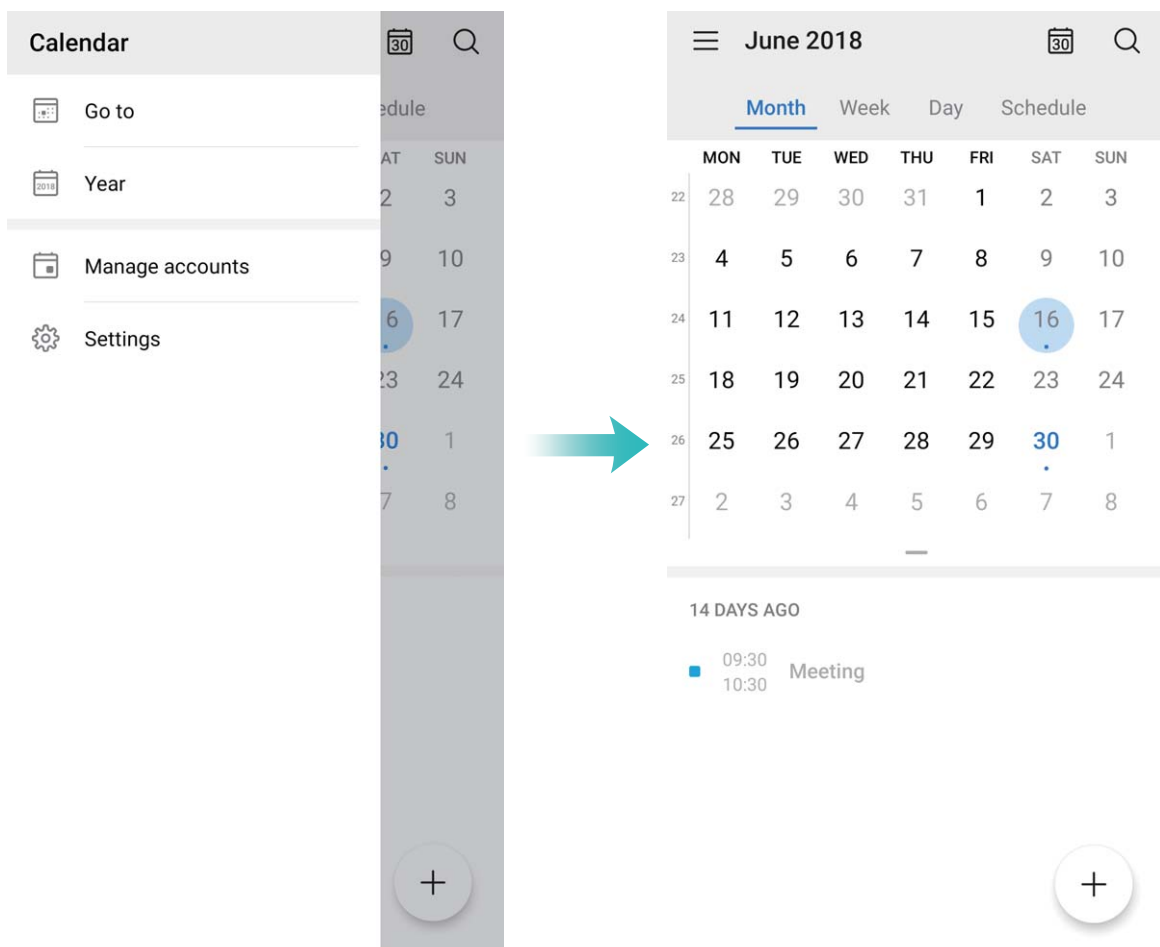 Calendar
30
Go to
edule
2018
Year
Manage accounts
Settings
AT SUN
2 3
9 10
6 17
23 24
30 1
7 8
+
June 2018
30
Month Week Day Schedule
MON TUE WED THU FRI SAT SUN
22 28 29 30 31 1 2 3
23 4 5 6 7 8 9 10
24 11 12 13 14 15 16 17
25 18 19 20 21 22 23 24
26 25 26 27 28 29 30 1
27 2 3 4 5 6 7 8
14 DAYS AGO
09:30
10:30
Meeting
+